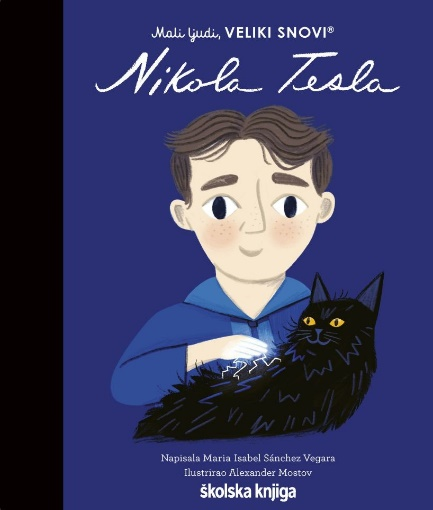 Mali ljudi, VELIKI SNOVI®
Nikola Tesla
Napisala Maria Isabel Sánchez Vegara
Ilustrirao Alexander Mostov
školska knjiga